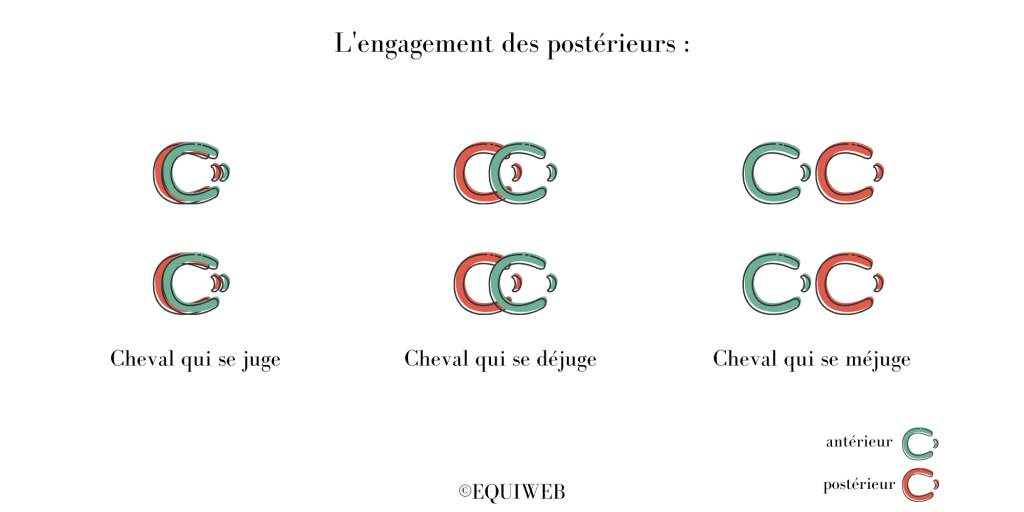 L'engagement des postérieurs :
Cheval qui se juge
Cheval qui se déjuge
Cheval qui se méjuge
antérieur
postérieur
©EQUIWEB